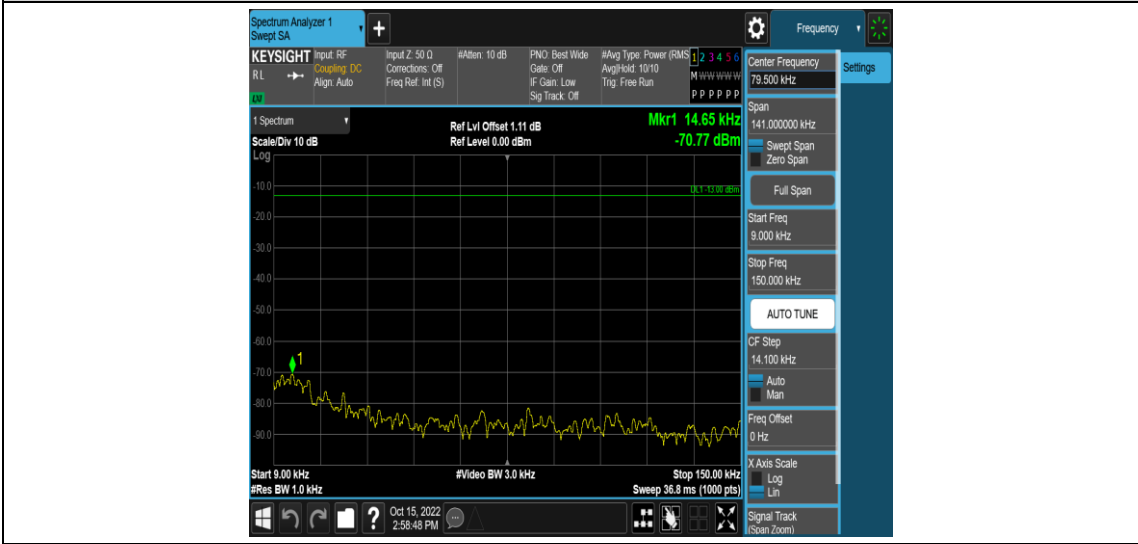 Spectrum Analyzer 1
Swept SA
+
Frequency
KEYSIGHT
RL
Input: RF
Coupling: DC
Align: Auto
Input Z: 50 Ω
Corrections: Off
Freq Ref: Int (S)
#Atten: 10 dB
PNO: Best Wide
Gate: Off
IF Gain: Low
Sig Track: Off
#Avg Type: Power (RMS
Avg|Hold: 10/10
Trig: Free Run
1 2 3 4 5 6
M W W W W W
P P P P P P
1 Spectrum
Scale/Div 10 dB
Log
Ref Lvl Offset 1.11 dB
Ref Level 0.00 dBm
Mkr1 14.65 kHz
-70.77 dBm
DL1 -13.00 dBm
-10.0
-20.0
-30.0
-40.0
-50.0
-60.0
-70.0
-80.0
-90.0
1
Start 9.00 kHz
#Res BW 1.0 kHz
#Video BW 3.0 kHz
Stop 150.00 kHz
Sweep 36.8 ms (1000 pts)
Center Frequency
79.500 kHz
Settings
Span
141.000000 kHz
Swept Span
Zero Span
Full Span
Start Freq
9.000 kHz
Stop Freq
150.000 kHz
AUTO TUNE
CF Step
14.100 kHz
Auto
Man
Freq Offset
0 Hz
X Axis Scale
Log
Lin
Signal Track
(Span Zoom)
?
Oct 15, 2022
2:58:48 PM